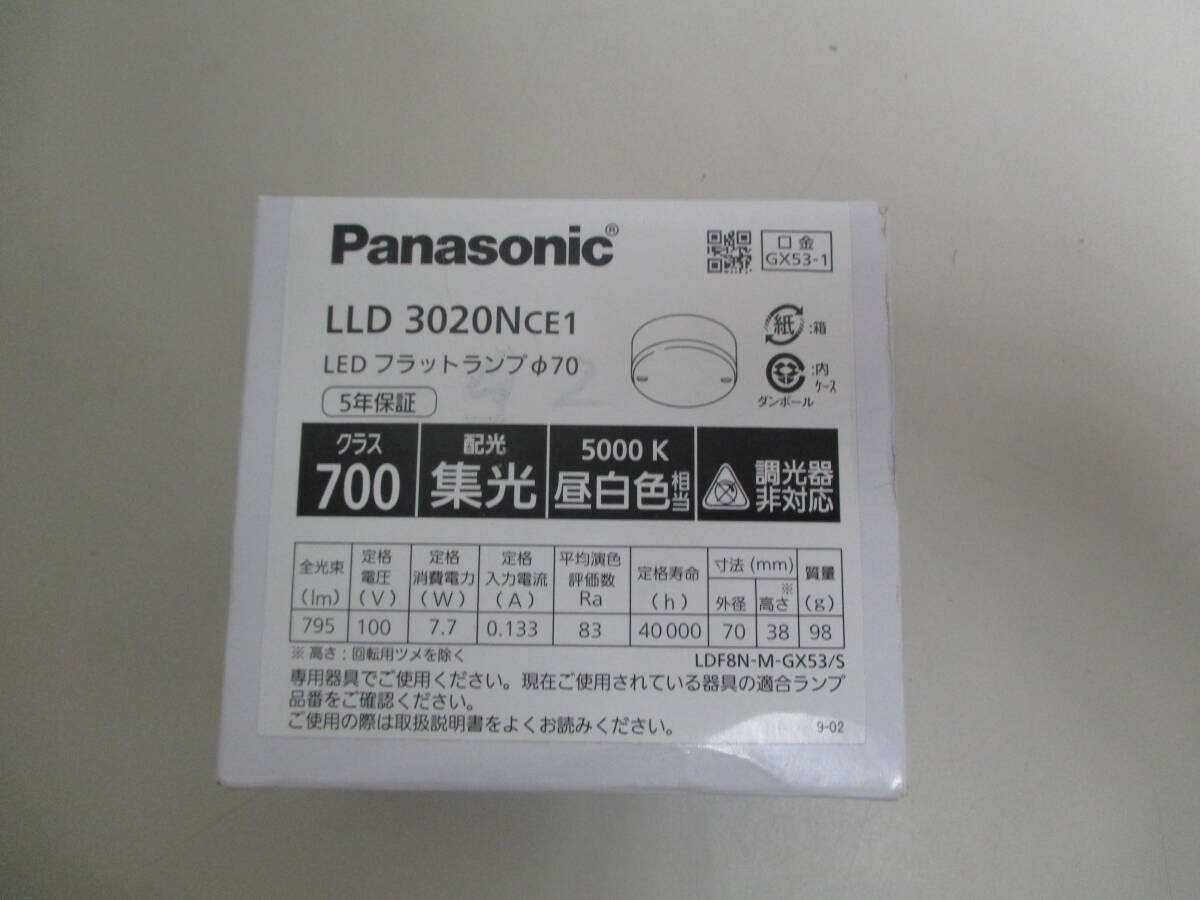 Panasonic®
口金
GX53-1
LLD 3020NCE1
LED フラットランプφ70
5年保証
紙 :箱
:内ケース
ダンボール
クラス
700
配光
集光
5000 K
昼白色相当
調光器
非対応
全光束 (lm) 定格電圧 (V) 定格消費電力 (W) 定格入力電流 (A) 平均演色評価数 Ra 定格寿命 (h) 寸法 (mm) 外径 高さ※ 質量 (g)
795 100 7.7 0.133 83 40000 70 38 98
※ 高さ：回転用ツメを除く
LDF8N-M-GX53/S
専用器具でご使用ください。現在ご使用されている器具の適合ランプ
品番をご確認ください。
ご使用の際は取扱説明書をよくお読みください。
9-02